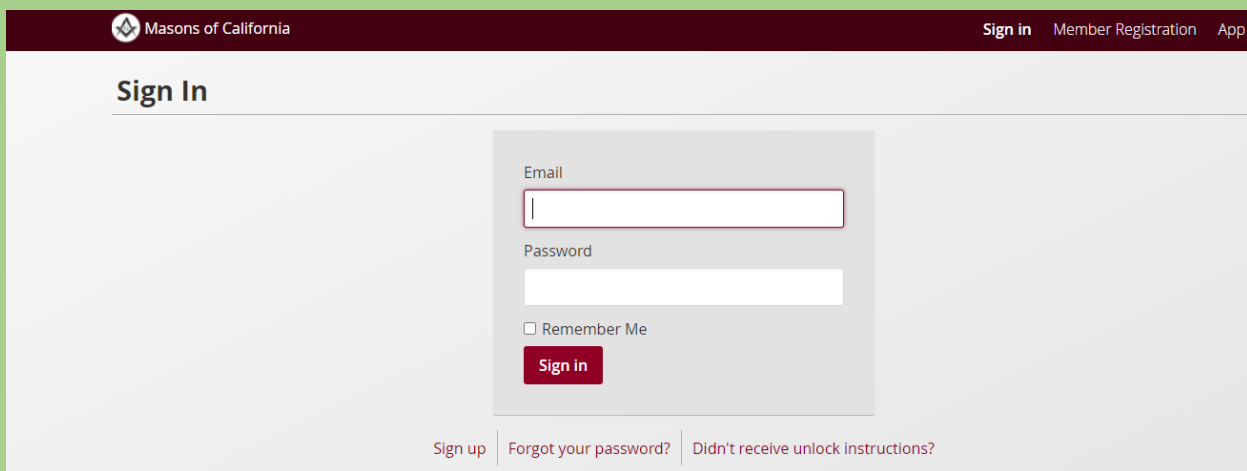 Masons of California Sign in Member Registration App
Sign In
Email
Password
Remember Me
Sign in
Sign up Forgot your password? Didn't receive unlock instructions?